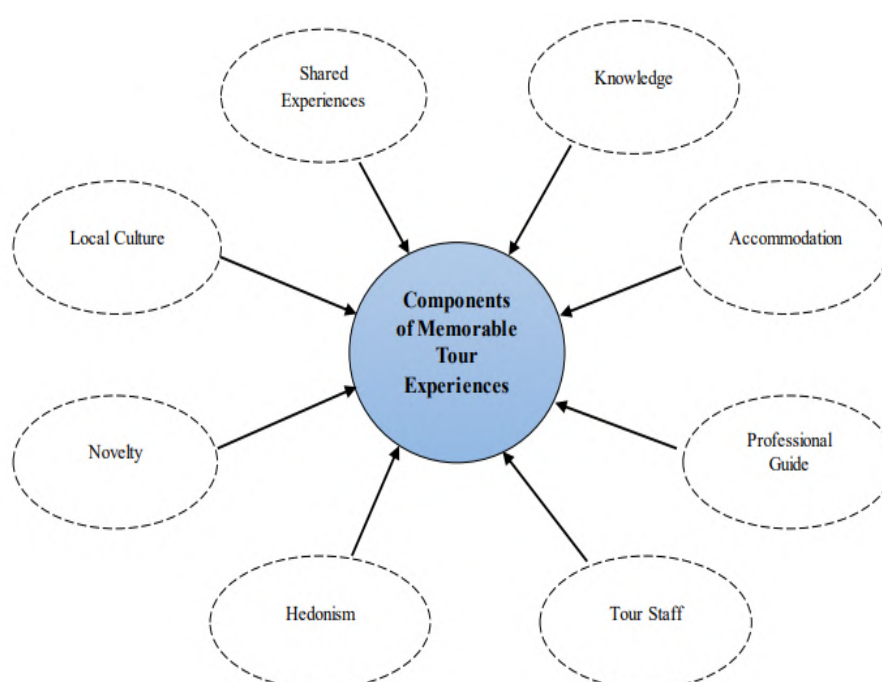 Shared
Experiences
Knowledge
Local Culture
Accommodation
Components
of Memorable
Tour
Experiences
Novelty
Professional
Guide
Hedonism
Tour Staff